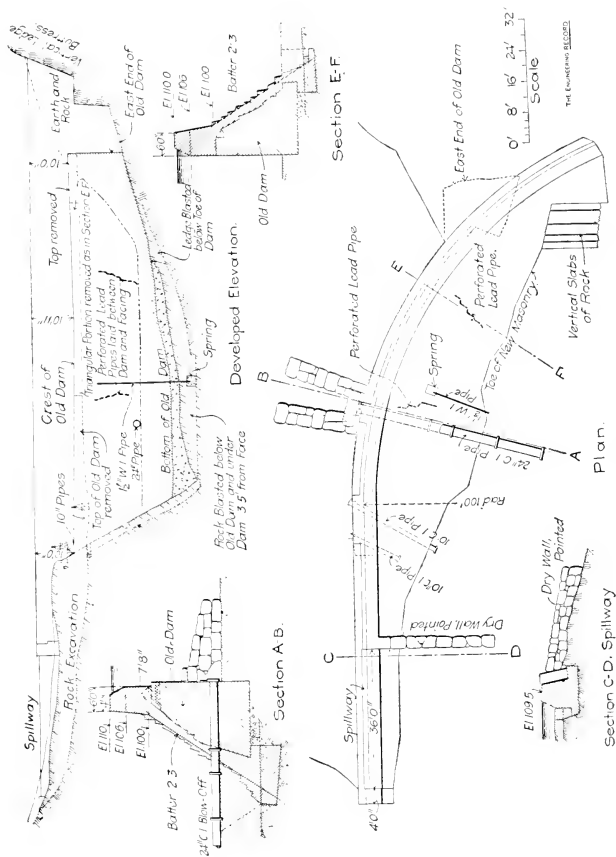 Spillway
Rock Excavation
10" Pipes
Top of Old Dam
removed
Crest of
Old Dam
Top removed
Triangular Portion removed as in Section E.F.
Perforated Lead
Pipes laid between
Dam and Facing
1½" W.I Pipe
24" Pipe
Bottom of Old Dam
Spring
Rock Blasted below
Old Dam and under
Dam 3.5 from Face
Ledge Blasted
below Toe of
Dam
Earth and
Rock
East End of
Old Dam
Developed Elevation.
El.110
El.106
El.100
7'8"
Old Dam
Batter 2·3
24" C I Blow-Off
Section A B.
El 110 0
El.106
El 100
Batter 2·3
Old Dam
Section E-F.
Spillway
36'0"
4'0"
C
D
Dry Wall, Pointed
10" C I Pipe
10" C I Pipe
Rad 100'
B
A
24" C I Pipe
Perforated Lead Pipe
Spring
W I
Pipe
Perforated
Lead Pipe.
Toe of New Masonry
E
F
East End of Old Dam
Vertical Slabs
of Rock
Plan.
El 109 5
Dry Wall,
Pointed
Section C-D, Spillway
0' 8' 16' 24' 32'
Scale
THE ENGINEERING RECORD